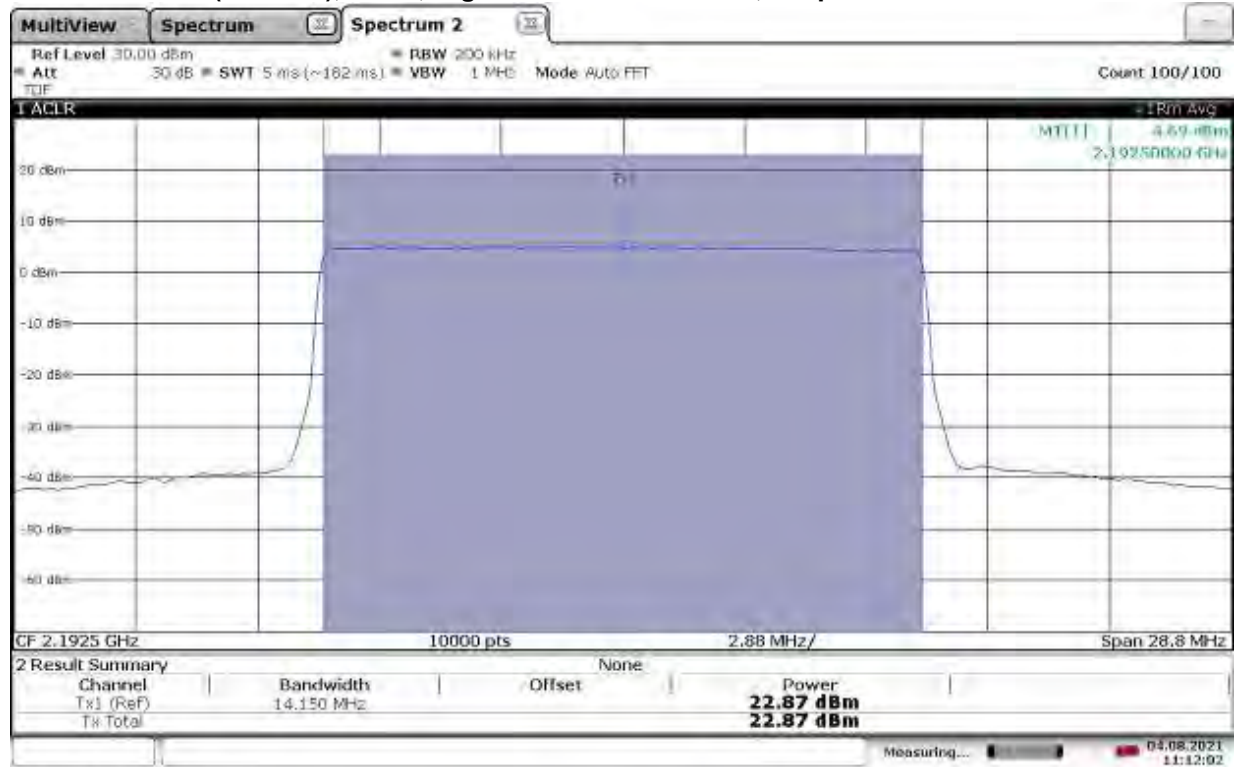 MultiView Spectrum Spectrum 2
Ref Level 30.00 dBm RBW 200 kHz
Att 30 dB SWT 5 ms (~182 ms) VBW 1 MHz Mode Auto FFT Count 100/100
TDF
1 ACLR 1Rm Avg
M1[1] 4.69 dBm
2.19250000 GHz
20 dBm
Tx1
10 dBm
0 dBm
-10 dBm
-20 dBm
-30 dBm
-40 dBm
-50 dBm
-60 dBm
CF 2.1925 GHz 10000 pts 2.88 MHz/ Span 28.8 MHz
2 Result Summary None
Channel Bandwidth Offset Power
Tx1 (Ref) 14.150 MHz 22.87 dBm
Tx Total 22.87 dBm
Measuring... 04.08.2021
11:12:02